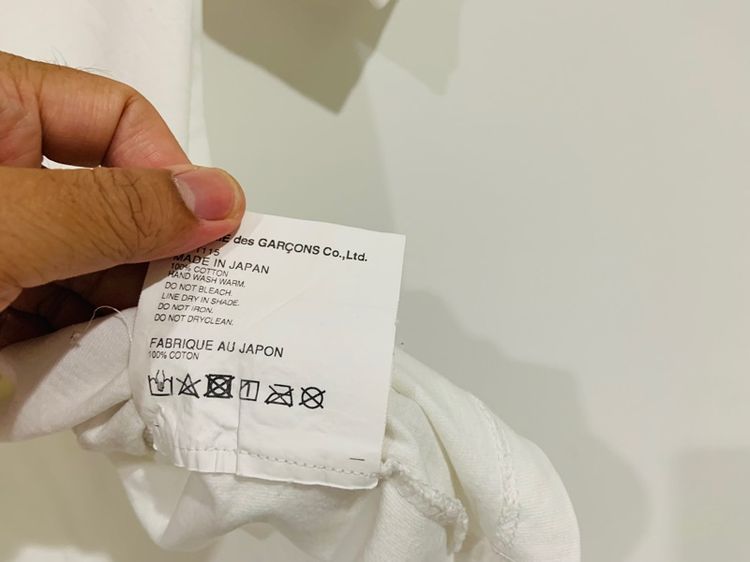 des GARÇONS Co.,Ltd.
MADE IN JAPAN
100% COTTON
HAND WASH WARM.
DO NOT BLEACH.
LINE DRY IN SHADE.
DO NOT IRON.
DO NOT DRYCLEAN.
FABRIQUE AU JAPON
100% COTON